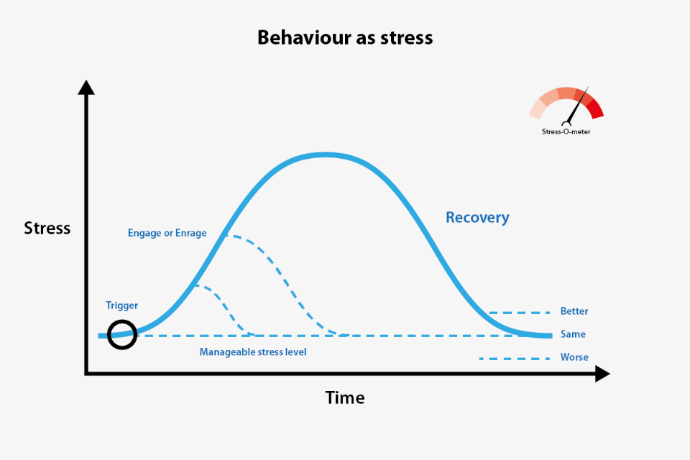 Behaviour as stress
Stress-O-meter
Stress
Recovery
Engage or Enrage
Trigger
Better
Same
Manageable stress level
Worse
Time